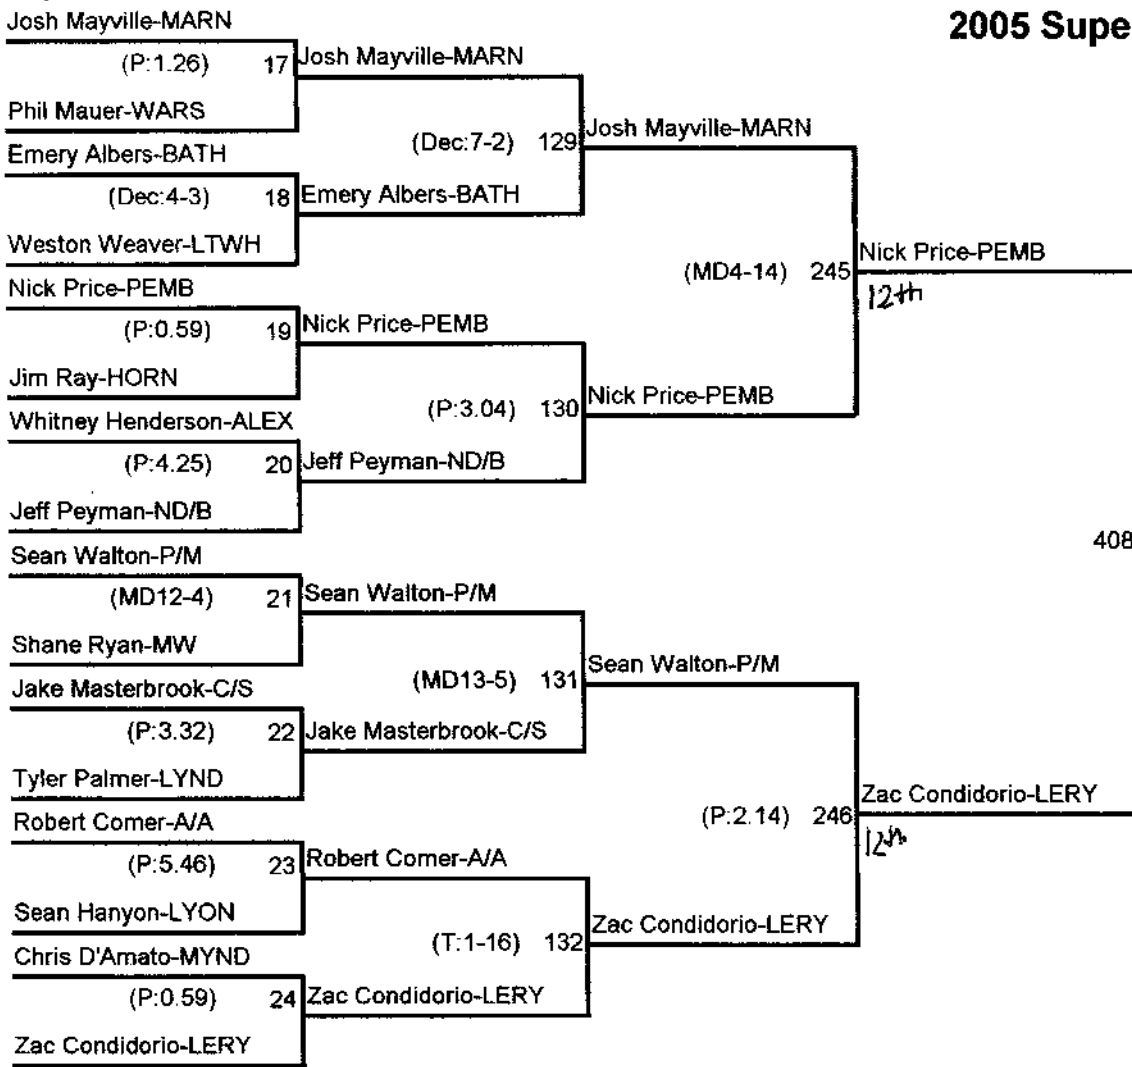 2005 Supe
Josh Mayville-MARN
(P:1.26) 17 Josh Mayville-MARN
Phil Mauer-WARS
(Dec:7-2) 129 Josh Mayville-MARN
Emery Albers-BATH
(Dec:4-3) 18 Emery Albers-BATH
Weston Weaver-LTWH
(MD4-14) 245 Nick Price-PEMB
12th
Nick Price-PEMB
(P:0.59) 19 Nick Price-PEMB
Jim Ray-HORN
(P:3.04) 130 Nick Price-PEMB
Whitney Henderson-ALEX
(P:4.25) 20 Jeff Peyman-ND/B
Jeff Peyman-ND/B
408
Sean Walton-P/M
(MD12-4) 21 Sean Walton-P/M
Shane Ryan-MW
(MD13-5) 131 Sean Walton-P/M
Jake Masterbrook-C/S
(P:3.32) 22 Jake Masterbrook-C/S
Tyler Palmer-LYND
(P:2.14) 246 Zac Condidorio-LERY
12th
Robert Comer-A/A
(P:5.46) 23 Robert Comer-A/A
Sean Hanyon-LYON
(T:1-16) 132 Zac Condidorio-LERY
Chris D'Amato-MYND
(P:0.59) 24 Zac Condidorio-LERY
Zac Condidorio-LERY